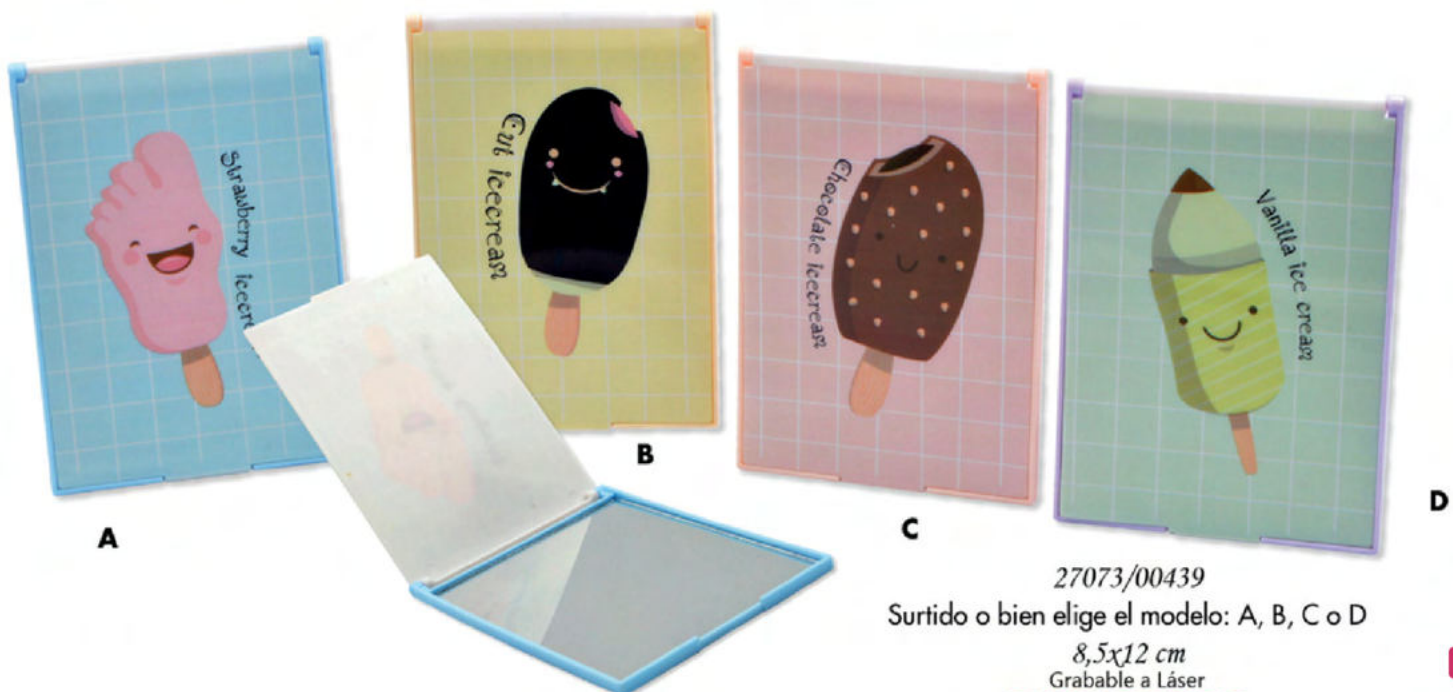 Strawberry icecre
Cut icecream
Chocolate icecream
Vanilla ice cream
A
B
C
D
27073/00439
Surtido o bien elige el modelo: A, B, C o D
8,5x12 cm
Grabable a Láser